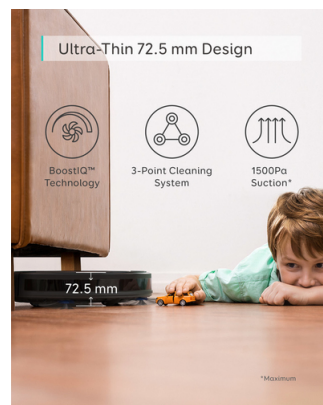 Ultra-Thin 72.5 mm Design
BoostIQ™
Technology
3-Point Cleaning
System
1500Pa
Suction*
72.5 mm
*Maximum